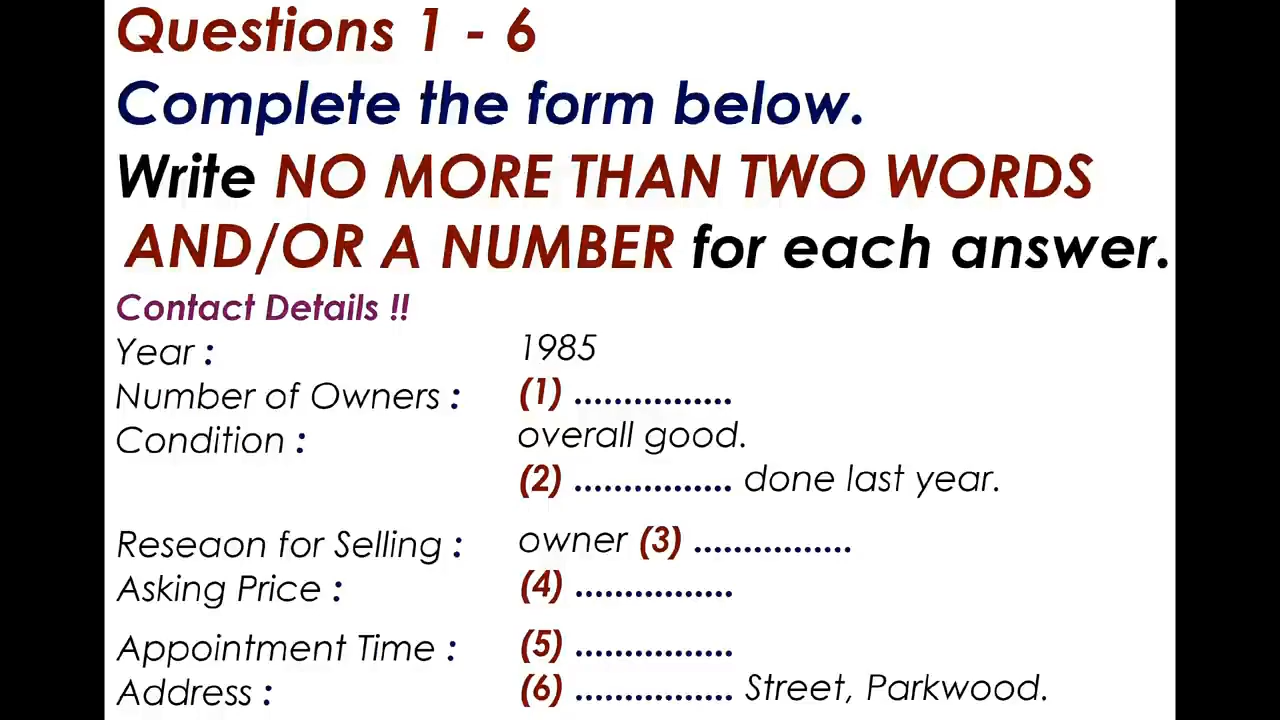 Questions 1 - 6
Complete the form below.
Write NO MORE THAN TWO WORDS
AND/OR A NUMBER for each answer.
Contact Details !!
Year : 1985
Number of Owners : (1) ................
Condition : overall good.
(2) ................ done last year.
Reseaon for Selling : owner (3) ................
Asking Price : (4) ................
Appointment Time : (5) ................
Address : (6) ................ Street, Parkwood.